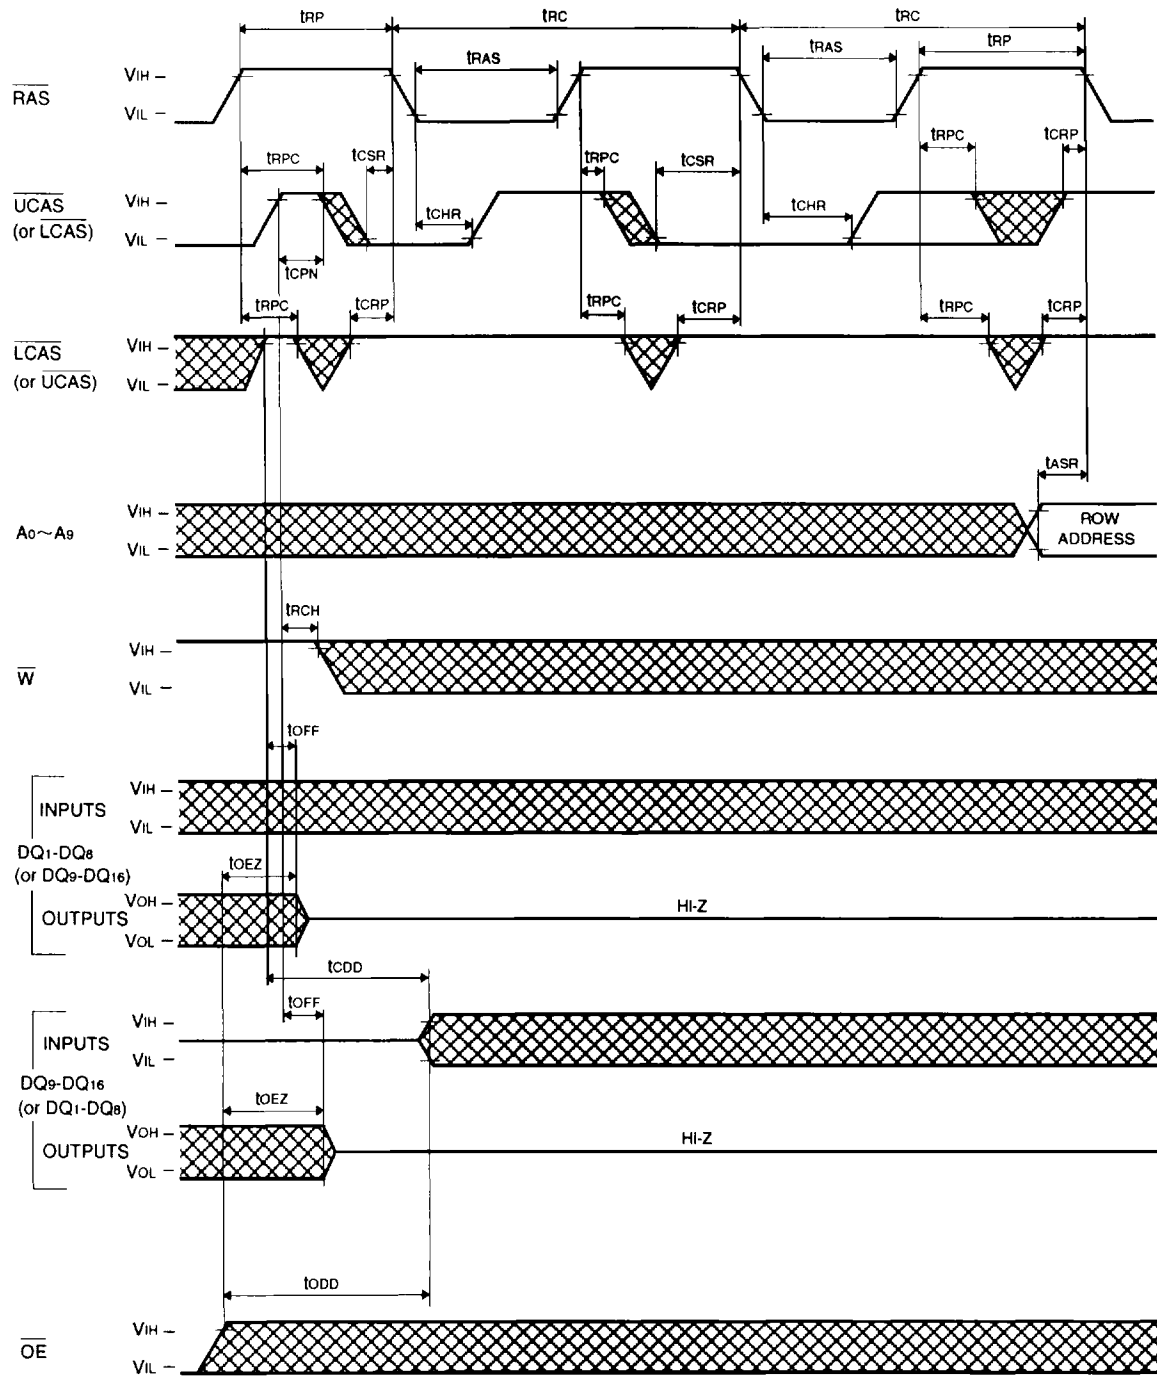 tRP tRC tRC
tRAS tRAS tRP
VIH
RAS
VIL
tRPC tCSR tRPC tCSR tRPC tCRP
UCAS
(or LCAS)
VIH
VIL
tCHR tCHR
tCPN
tRPC tCRP tRPC tCRP tRPC tCRP
LCAS
(or UCAS)
VIH
VIL
tASR
A0~A9
VIH
VIL
ROW
ADDRESS
tRCH
W
VIH
VIL
tOFF
INPUTS
VIH
VIL
DQ1-DQ8
(or DQ9-DQ16)
tOEZ
OUTPUTS
VOH
VOL
HI-Z
tCDD
tOFF
INPUTS
VIH
VIL
DQ9-DQ16
(or DQ1-DQ8)
tOEZ
OUTPUTS
VOH
VOL
HI-Z
tODD
OE
VIH
VIL